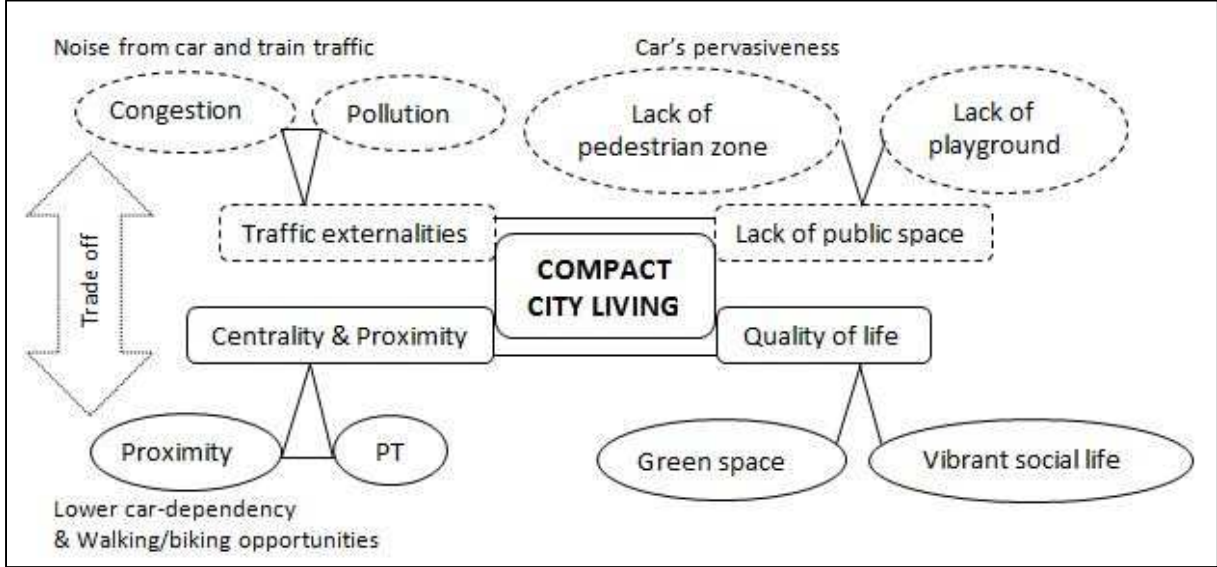 Noise from car and train traffic
Car's pervasiveness
Congestion
Pollution
Lack of
pedestrian zone
Lack of
playground
Trade off
Traffic externalities
Lack of public space
COMPACT
CITY LIVING
Centrality & Proximity
Quality of life
Proximity
PT
Green space
Vibrant social life
Lower car-dependency
& Walking/biking opportunities